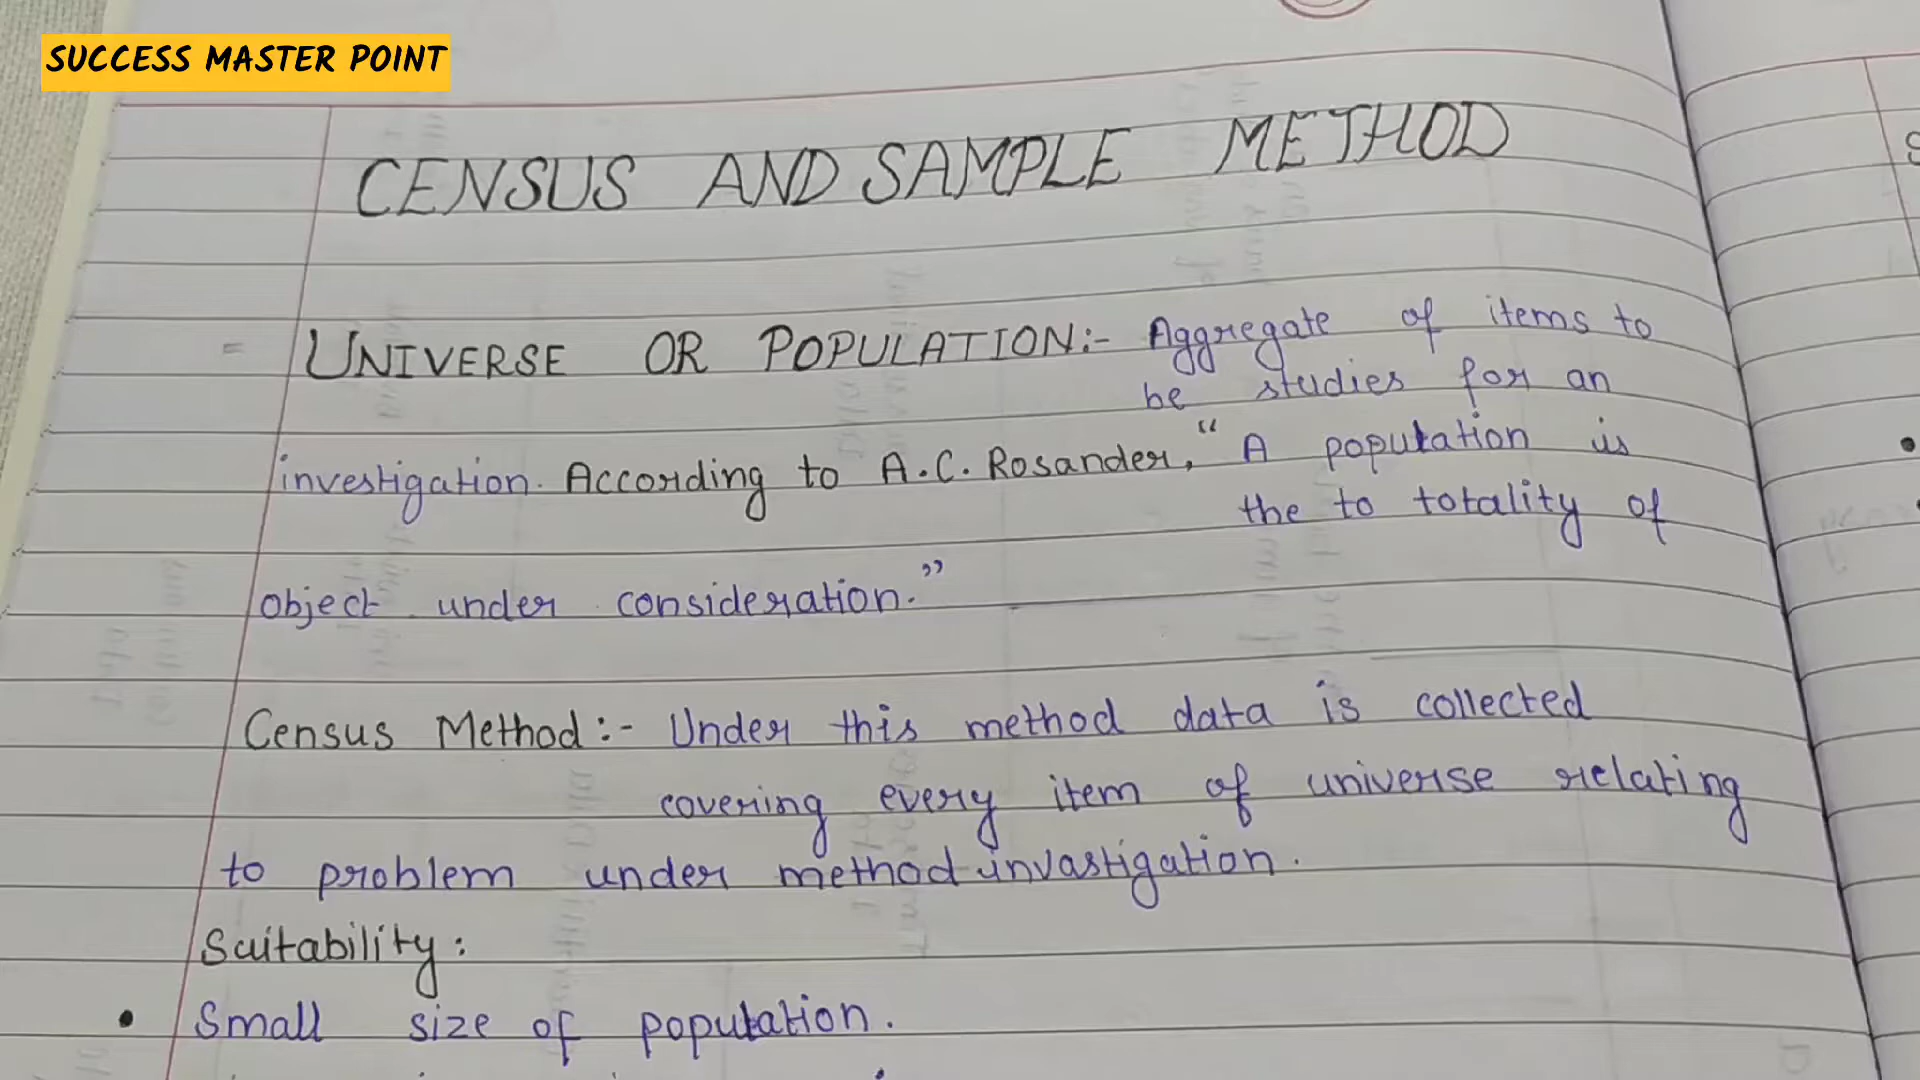 SUCCESS MASTER POINT
CENSUS AND SAMPLE METHOD
= UNIVERSE OR POPULATION:- Aggregate of items to
be studies for an
investigation. According to A.C. Rosander, “ A population is
the to totality of
object under consideration.”
Census Method:- Under this method data is collected
covering every item of universe relating
to problem under method invastigation.
Suitability:
• Small size of population.